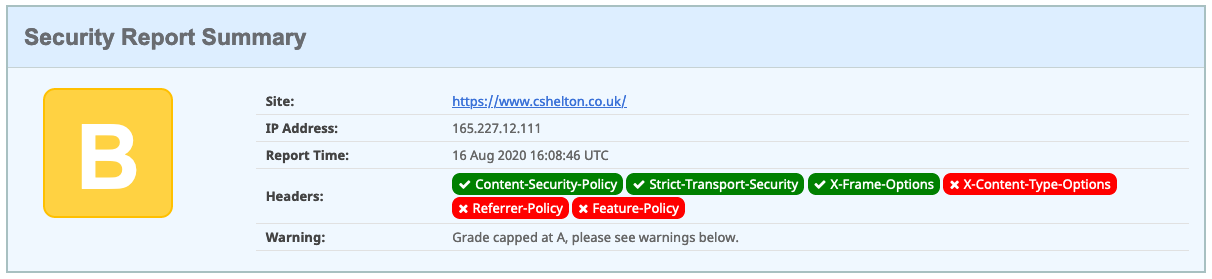 Security Report Summary
B
Site: https://www.cshelton.co.uk/
IP Address: 165.227.12.111
Report Time: 16 Aug 2020 16:08:46 UTC
Headers: Content-Security-Policy Strict-Transport-Security X-Frame-Options X-Content-Type-Options
Referrer-Policy Feature-Policy
Warning: Grade capped at A, please see warnings below.